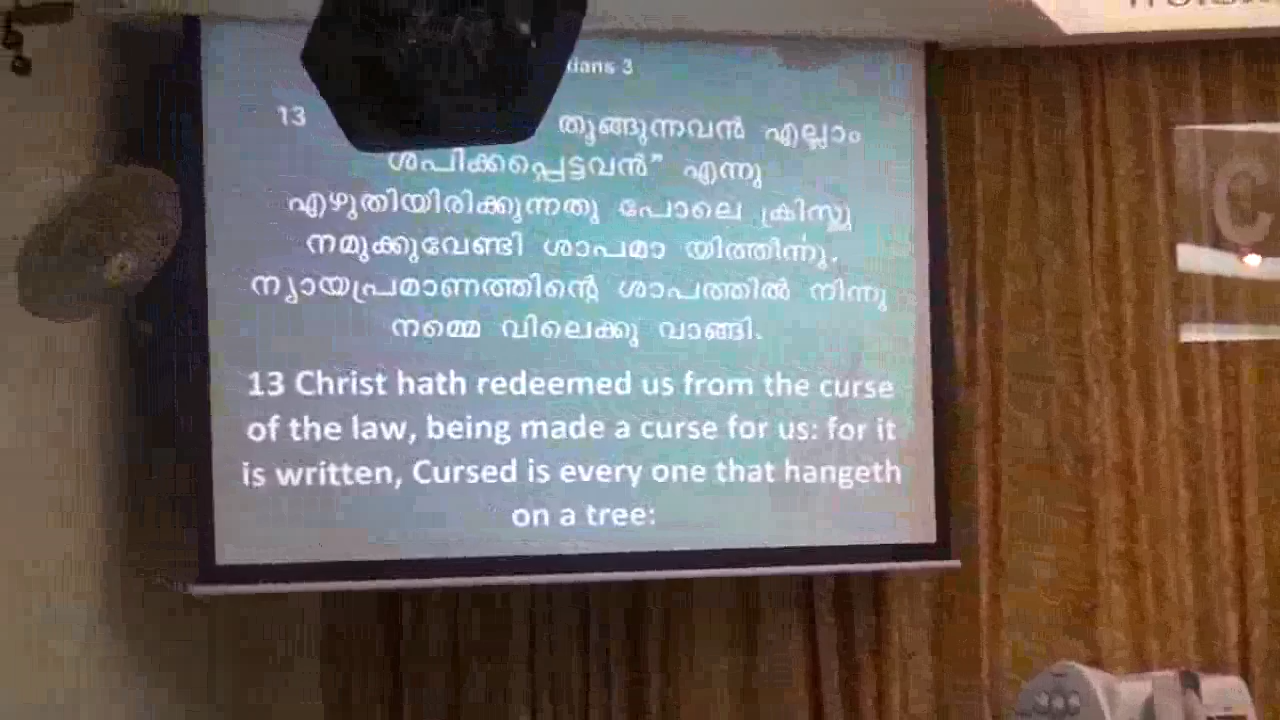 3
13 തൂങ്ങുന്നവൻ എല്ലാം
ശപിക്കപ്പെട്ടവൻ” എന്നു
എഴുതിയിരിക്കുന്നതു പോലെ ക്രിസ്തു
നമുക്കുവേണ്ടി ശാപമാ യിത്തീർന്നു.
ന്യായപ്രമാണത്തിന്റെ ശാപത്തിൽ നിന്നു
നമ്മെ വിലെക്കു വാങ്ങി.
13 Christ hath redeemed us from the curse
of the law, being made a curse for us: for it
is written, Cursed is every one that hangeth
on a tree:
C